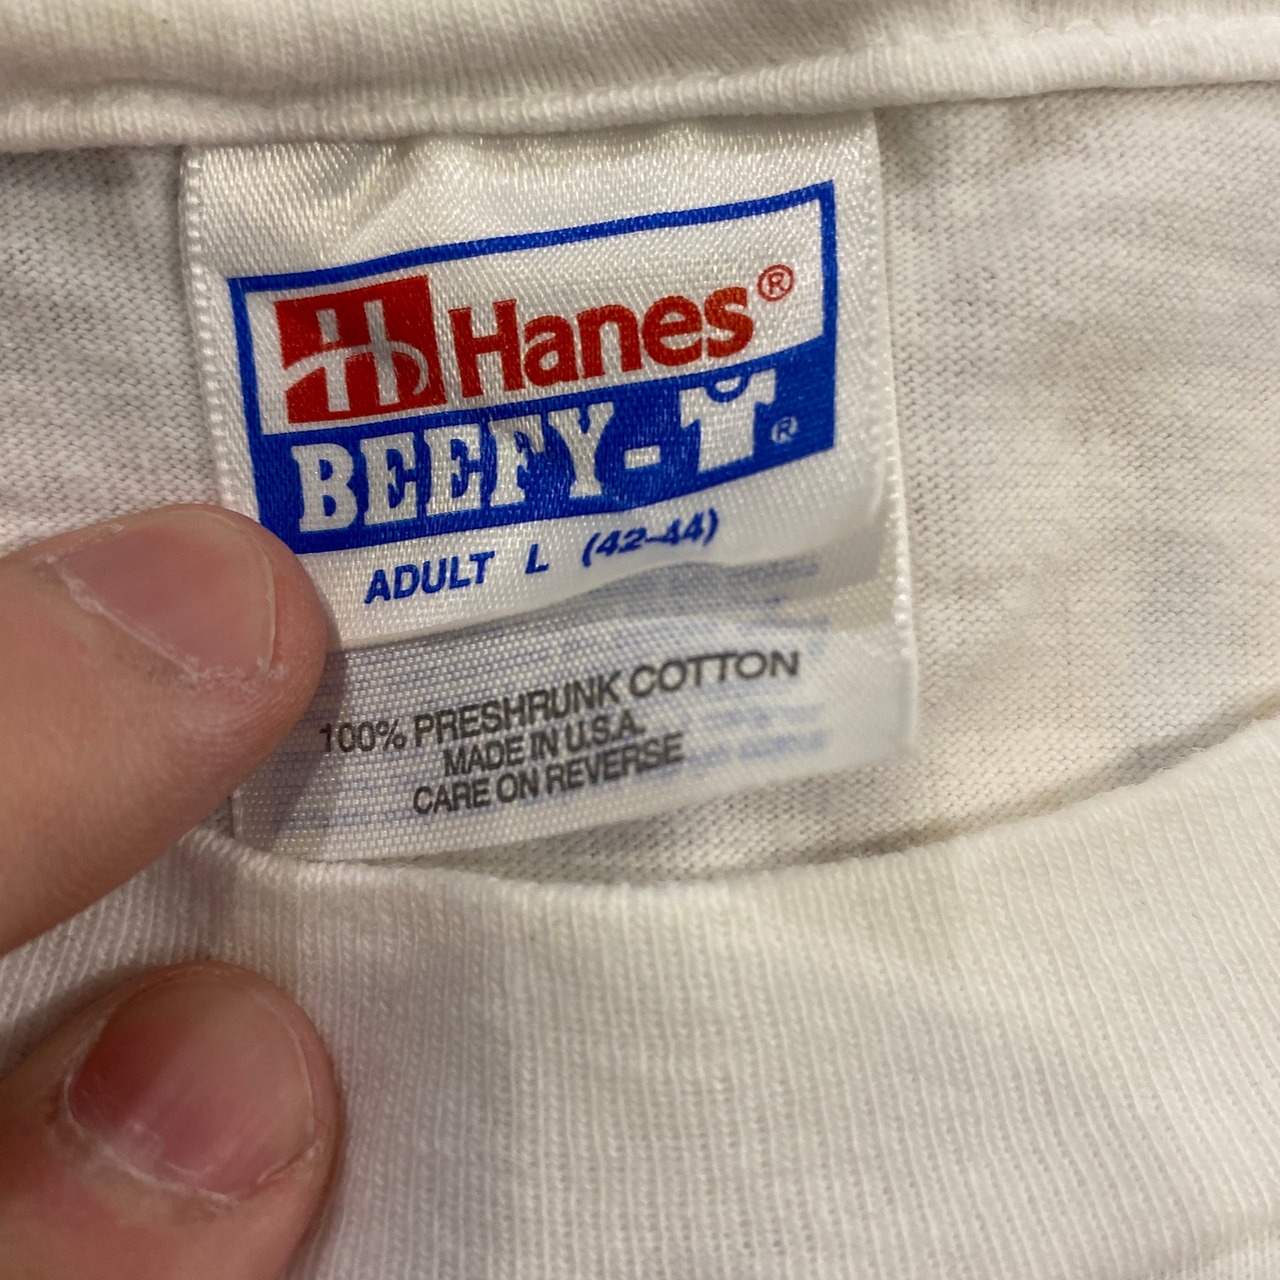 Hanes®
BEEFY-T®
ADULT L (42-44)
100% PRESHRUNK COTTON
MADE IN U.S.A.
CARE ON REVERSE